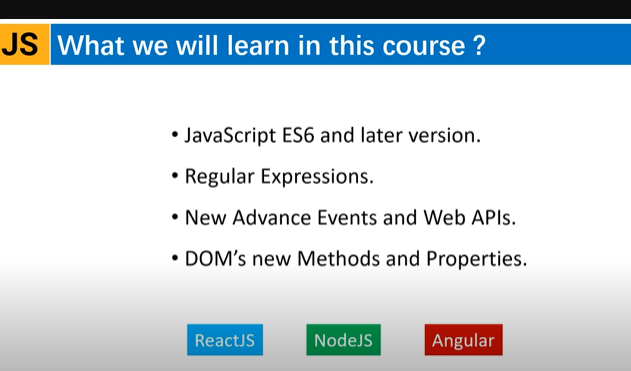 JS What we will learn in this course ?
• JavaScript ES6 and later version.
• Regular Expressions.
• New Advance Events and Web APIs.
• DOM’s new Methods and Properties.
ReactJS NodeJS Angular